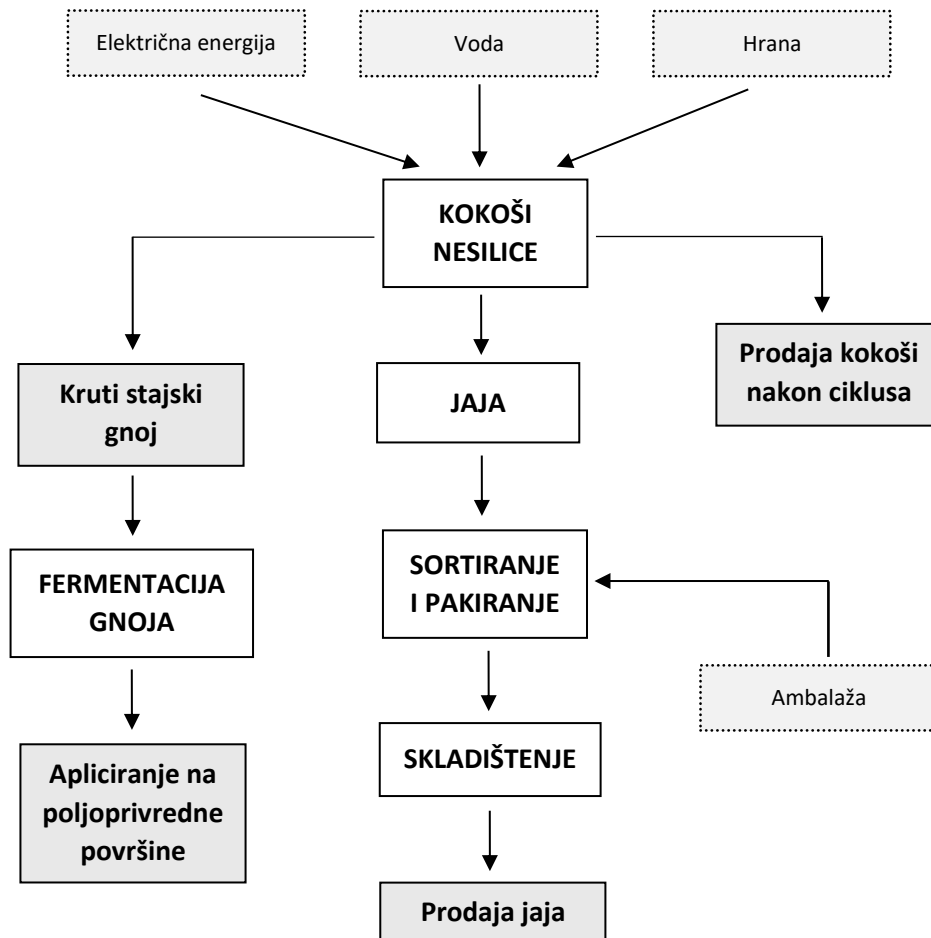 Električna energija
Voda
Hrana
KOKOŠI
NESILICE
Prodaja kokoši
nakon ciklusa
Kruti stajski
gnoj
JAJA
FERMENTACIJA
GNOJA
SORTIRANJE
I PAKIRANJE
Ambalaža
SKLADIŠTENJE
Apliciranje na
poljoprivredne
površine
Prodaja jaja